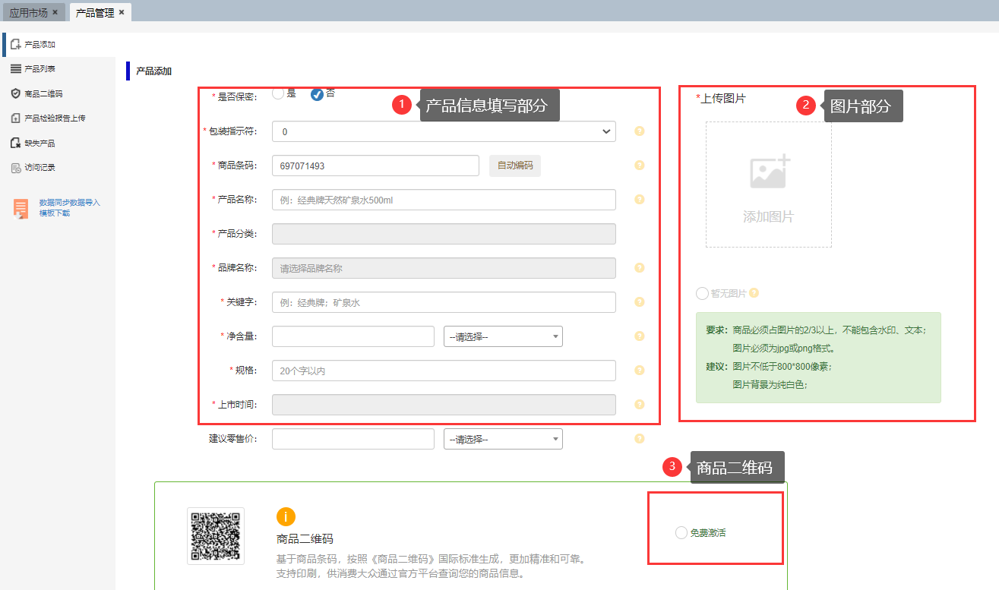 应用市场 ×
产品管理 ×
产品添加
产品列表
商品二维码
产品检验报告上传
缺失产品
访问记录
数据同步数据导入
模板下载
产品添加
* 是否保密:
是
否
1
产品信息填写部分
* 包装指示符:
0
?
* 商品条码:
697071493
自动编码
?
* 产品名称:
例：经典牌天然矿泉水500ml
?
* 产品分类:
* 品牌名称:
请选择品牌名称
?
* 关键字:
例：经典牌；矿泉水
?
* 净含量:
--请选择--
?
* 规格:
20个字以内
?
* 上市时间:
?
建议零售价:
--请选择--
?
*上传图片
2
图片部分
添加图片
暂无图片 ?
要求：商品必须占图片的2/3以上，不能包含水印、文本；
图片必须为jpg或png格式。
建议：图片不低于800*800像素；
图片背景为纯白色；
3
商品二维码
i
商品二维码
基于商品条码，按照《商品二维码》国际标准生成，更加精准和可靠。
支持印刷，供消费大众通过官方平台查询您的商品信息。
免费激活